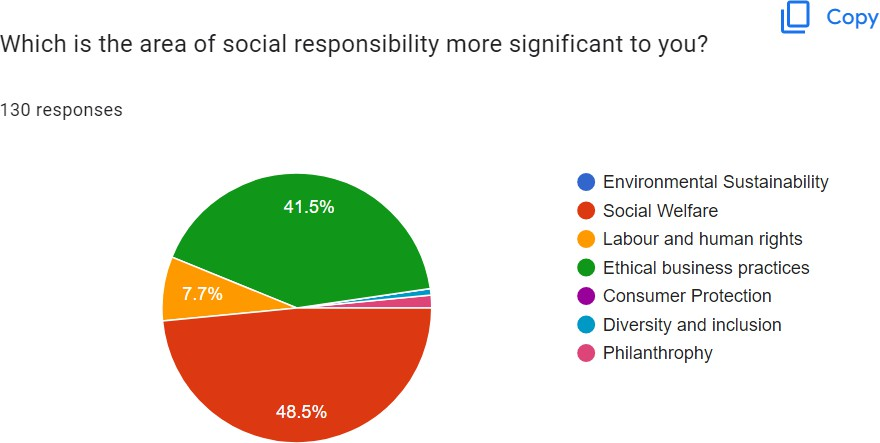 Copy
Which is the area of social responsibility more significant to you?
130 responses
41.5%
7.7%
48.5%
Environmental Sustainability
Social Welfare
Labour and human rights
Ethical business practices
Consumer Protection
Diversity and inclusion
Philanthrophy